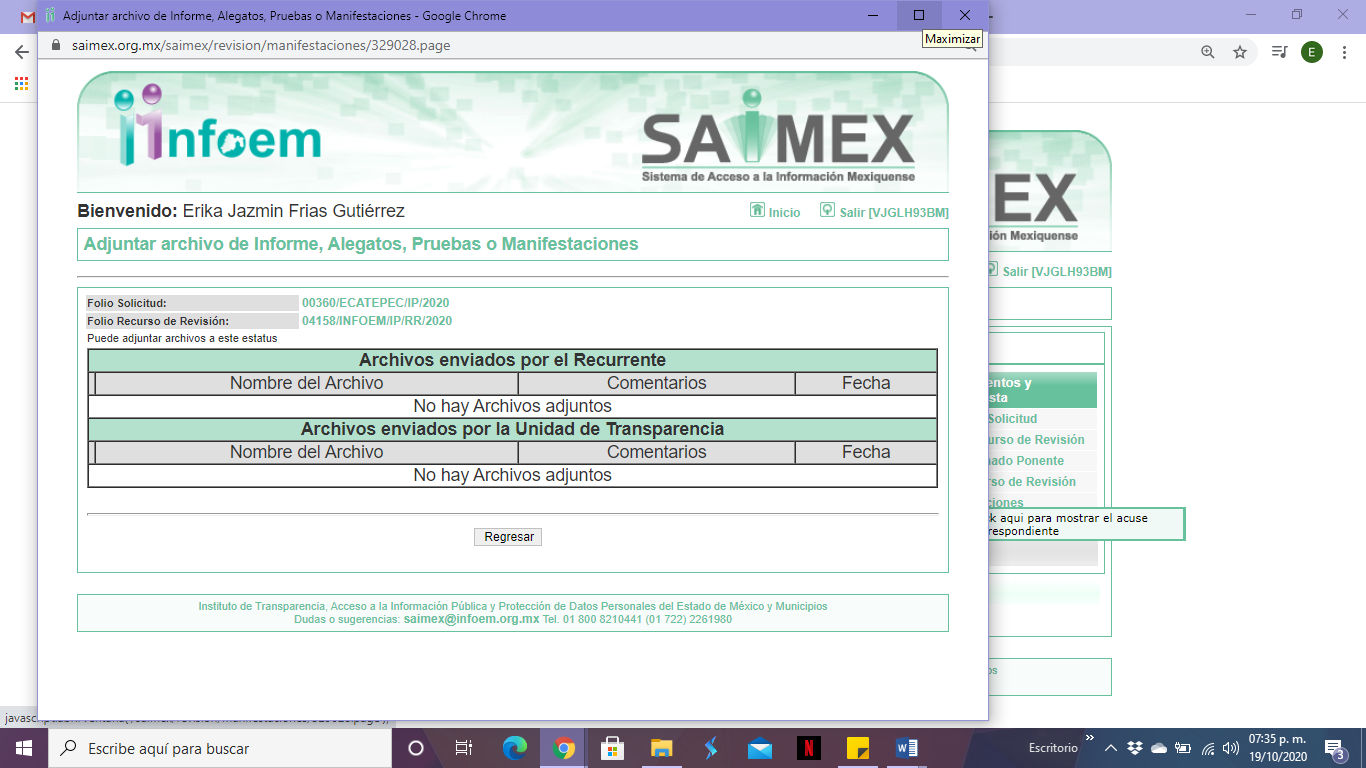 Adjuntar archivo de Informe, Alegatos, Pruebas o Manifestaciones - Google Chrome
Maximizar
saimex.org.mx/saimex/revision/manifestaciones/329028.page
E
infoem
SAIMEX
Sistema de Acceso a la Información Mexiquense
EX
ión Mexiquense
Bienvenido: Erika Jazmin Frias Gutiérrez
Inicio
Salir [VJGLH93BM]
Adjuntar archivo de Informe, Alegatos, Pruebas o Manifestaciones
Salir [VJGLH93BM]
Folio Solicitud: 00360/ECATEPEC/IP/2020
Folio Recurso de Revisión: 04158/INFOEM/IP/RR/2020
Puede adjuntar archivos a este estatus
Archivos enviados por el Recurrente
Nombre del Archivo Comentarios Fecha
No hay Archivos adjuntos
Archivos enviados por la Unidad de Transparencia
Nombre del Archivo Comentarios Fecha
No hay Archivos adjuntos
Regresar
entos y
sta
Solicitud
urso de Revisión
nado Ponente
rso de Revisión
ciones
k aqui para mostrar el acuse
respondiente
Instituto de Transparencia, Acceso a la Información Pública y Protección de Datos Personales del Estado de México y Municipios
Dudas o sugerencias: saimex@infoem.org.mx Tel. 01 800 8210441 (01 722) 2261980
os
Escribe aquí para buscar
N
W
Escritorio
»
07:35 p. m.
19/10/2020
3